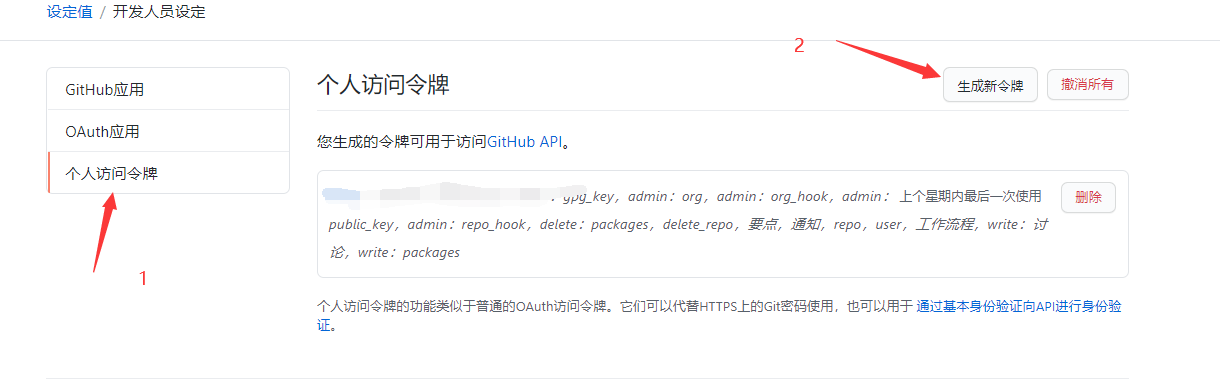 设定值 / 开发人员设定
2
GitHub应用
OAuth应用
个人访问令牌
1
个人访问令牌
生成新令牌
撤消所有
您生成的令牌可用于访问GitHub API。
：gpg_key，admin：org，admin：org_hook，admin： 上个星期内最后一次使用
删除
public_key，admin：repo_hook，delete：packages，delete_repo，要点，通知，repo，user，工作流程，write：讨
论，write：packages
个人访问令牌的功能类似于普通的OAuth访问令牌。它们可以代替HTTPS上的Git密码使用，也可以用于 通过基本身份验证向API进行身份验
证。